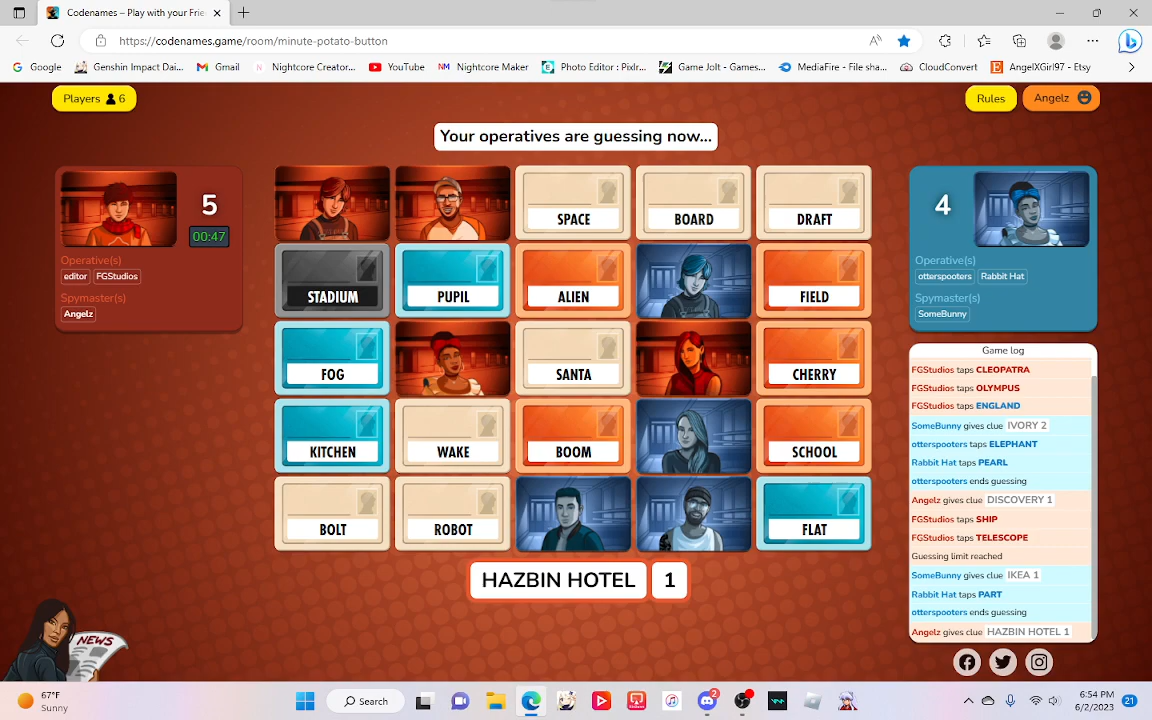 Codenames – Play with your Frie
https://codenames.game/room/minute-potato-button
Google
Genshin Impact Dai...
Gmail
Nightcore Creator...
YouTube
NM Nightcore Maker
Photo Editor : Pixlr...
Game Jolt - Games...
MediaFire - File sha...
CloudConvert
AngelXGirl97 - Etsy
Players 6
Rules
Angelz
Your operatives are guessing now...
5
00:47
Operative(s)
editor FGStudios
Spymaster(s)
Angelz
SPACE
BOARD
DRAFT
STADIUM
PUPIL
ALIEN
FIELD
FOG
SANTA
CHERRY
KITCHEN
WAKE
BOOM
SCHOOL
BOLT
ROBOT
FLAT
HAZBIN HOTEL 1
4
Operative(s)
otterspooters Rabbit Hat
Spymaster(s)
SomeBunny
Game log
FGStudios taps CLEOPATRA
FGStudios taps OLYMPUS
FGStudios taps ENGLAND
SomeBunny gives clue IVORY 2
otterspooters taps ELEPHANT
Rabbit Hat taps PEARL
otterspooters ends guessing
Angelz gives clue DISCOVERY 1
FGStudios taps SHIP
FGStudios taps TELESCOPE
Guessing limit reached
SomeBunny gives clue IKEA 1
Rabbit Hat taps PART
otterspooters ends guessing
Angelz gives clue HAZBIN HOTEL 1
NEWS
67°F
Sunny
Search
2
6:54 PM
6/2/2023
21